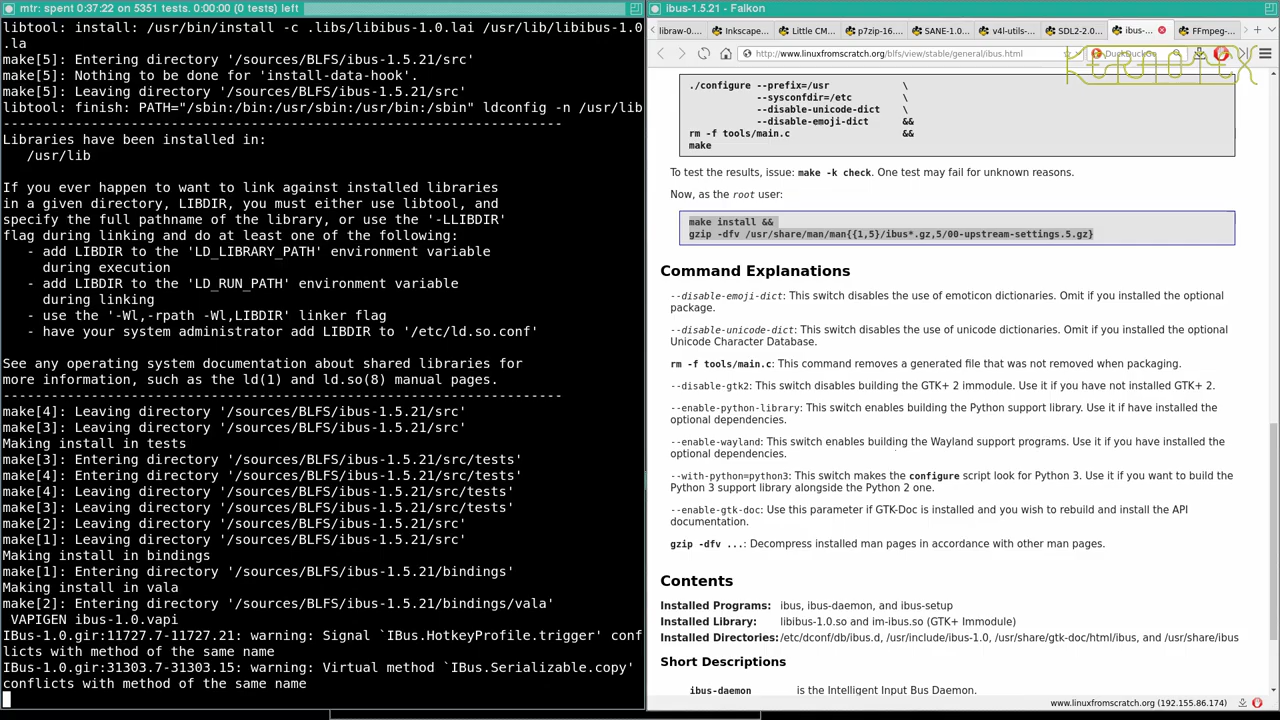 mtr: spent 0:37:22 on 5351 tests. 0:00:00 (0 tests) left
libtool: install: /usr/bin/install -c .libs/libibus-1.0.lai /usr/lib/libibus-1.0
.la
make[5]: Entering directory '/sources/BLFS/ibus-1.5.21/src'
make[5]: Nothing to be done for 'install-data-hook'.
make[5]: Leaving directory '/sources/BLFS/ibus-1.5.21/src'
libtool: finish: PATH="/sbin:/bin:/usr/sbin:/usr/bin:/sbin" ldconfig -n /usr/lib
----------------------------------------------------------------------
Libraries have been installed in:
   /usr/lib
If you ever happen to want to link against installed libraries
in a given directory, LIBDIR, you must either use libtool, and
specify the full pathname of the library, or use the '-LLIBDIR'
flag during linking and do at least one of the following:
   - add LIBDIR to the 'LD_LIBRARY_PATH' environment variable
     during execution
   - add LIBDIR to the 'LD_RUN_PATH' environment variable
     during linking
   - use the '-Wl,-rpath -Wl,LIBDIR' linker flag
   - have your system administrator add LIBDIR to '/etc/ld.so.conf'
See any operating system documentation about shared libraries for
more information, such as the ld(1) and ld.so(8) manual pages.
----------------------------------------------------------------------
make[4]: Leaving directory '/sources/BLFS/ibus-1.5.21/src'
make[3]: Leaving directory '/sources/BLFS/ibus-1.5.21/src'
Making install in tests
make[3]: Entering directory '/sources/BLFS/ibus-1.5.21/src/tests'
make[4]: Entering directory '/sources/BLFS/ibus-1.5.21/src/tests'
make[4]: Leaving directory '/sources/BLFS/ibus-1.5.21/src/tests'
make[3]: Leaving directory '/sources/BLFS/ibus-1.5.21/src/tests'
make[2]: Leaving directory '/sources/BLFS/ibus-1.5.21/src'
make[1]: Leaving directory '/sources/BLFS/ibus-1.5.21/src'
Making install in bindings
make[1]: Entering directory '/sources/BLFS/ibus-1.5.21/bindings'
Making install in vala
make[2]: Entering directory '/sources/BLFS/ibus-1.5.21/bindings/vala'
 VAPIGEN ibus-1.0.vapi
IBus-1.0.gir:11727.7-11727.21: warning: Signal `IBus.HotkeyProfile.trigger' conf
licts with method of the same name
IBus-1.0.gir:31303.7-31303.15: warning: Virtual method `IBus.Serializable.copy'
conflicts with method of the same name
ibus-1.5.21 - Falkon
libraw-0.... Inkscape... Little CM... p7zip-16.... SANE-1.0... v4l-utils-... SDL2-2.0... ibus-... FFmpeg-...
http://www.linuxfromscratch.org/blfs/view/stable/general/ibus.html
KERNOTEX
./configure --prefix=/usr \
--sysconfdir=/etc \
--disable-unicode-dict \
--disable-emoji-dict &&
rm -f tools/main.c &&
make
To test the results, issue: make -k check. One test may fail for unknown reasons.
Now, as the root user:
make install &&
gzip -dfv /usr/share/man/man{{1,5}/ibus*.gz,5/00-upstream-settings.5.gz}
Command Explanations
--disable-emoji-dict: This switch disables the use of emoticon dictionaries. Omit if you installed the optional
package.
--disable-unicode-dict: This switch disables the use of unicode dictionaries. Omit if you installed the optional
Unicode Character Database.
rm -f tools/main.c: This command removes a generated file that was not removed when packaging.
--disable-gtk2: This switch disables building the GTK+ 2 immodule. Use it if you have not installed GTK+ 2.
--enable-python-library: This switch enables building the Python support library. Use it if have installed the
optional dependencies.
--enable-wayland: This switch enables building the Wayland support programs. Use it if you have installed the
optional dependencies.
--with-python=python3: This switch makes the configure script look for Python 3. Use it if you want to build the
Python 3 support library alongside the Python 2 one.
--enable-gtk-doc: Use this parameter if GTK-Doc is installed and you wish to rebuild and install the API
documentation.
gzip -dfv ...: Decompress installed man pages in accordance with other man pages.
Contents
Installed Programs: ibus, ibus-daemon, and ibus-setup
Installed Library: libibus-1.0.so and im-ibus.so (GTK+ Immodule)
Installed Directories: /etc/dconf/db/ibus.d, /usr/include/ibus-1.0, /usr/share/gtk-doc/html/ibus, and /usr/share/ibus
Short Descriptions
ibus-daemon is the Intelligent Input Bus Daemon.
www.linuxfromscratch.org (192.155.86.174)